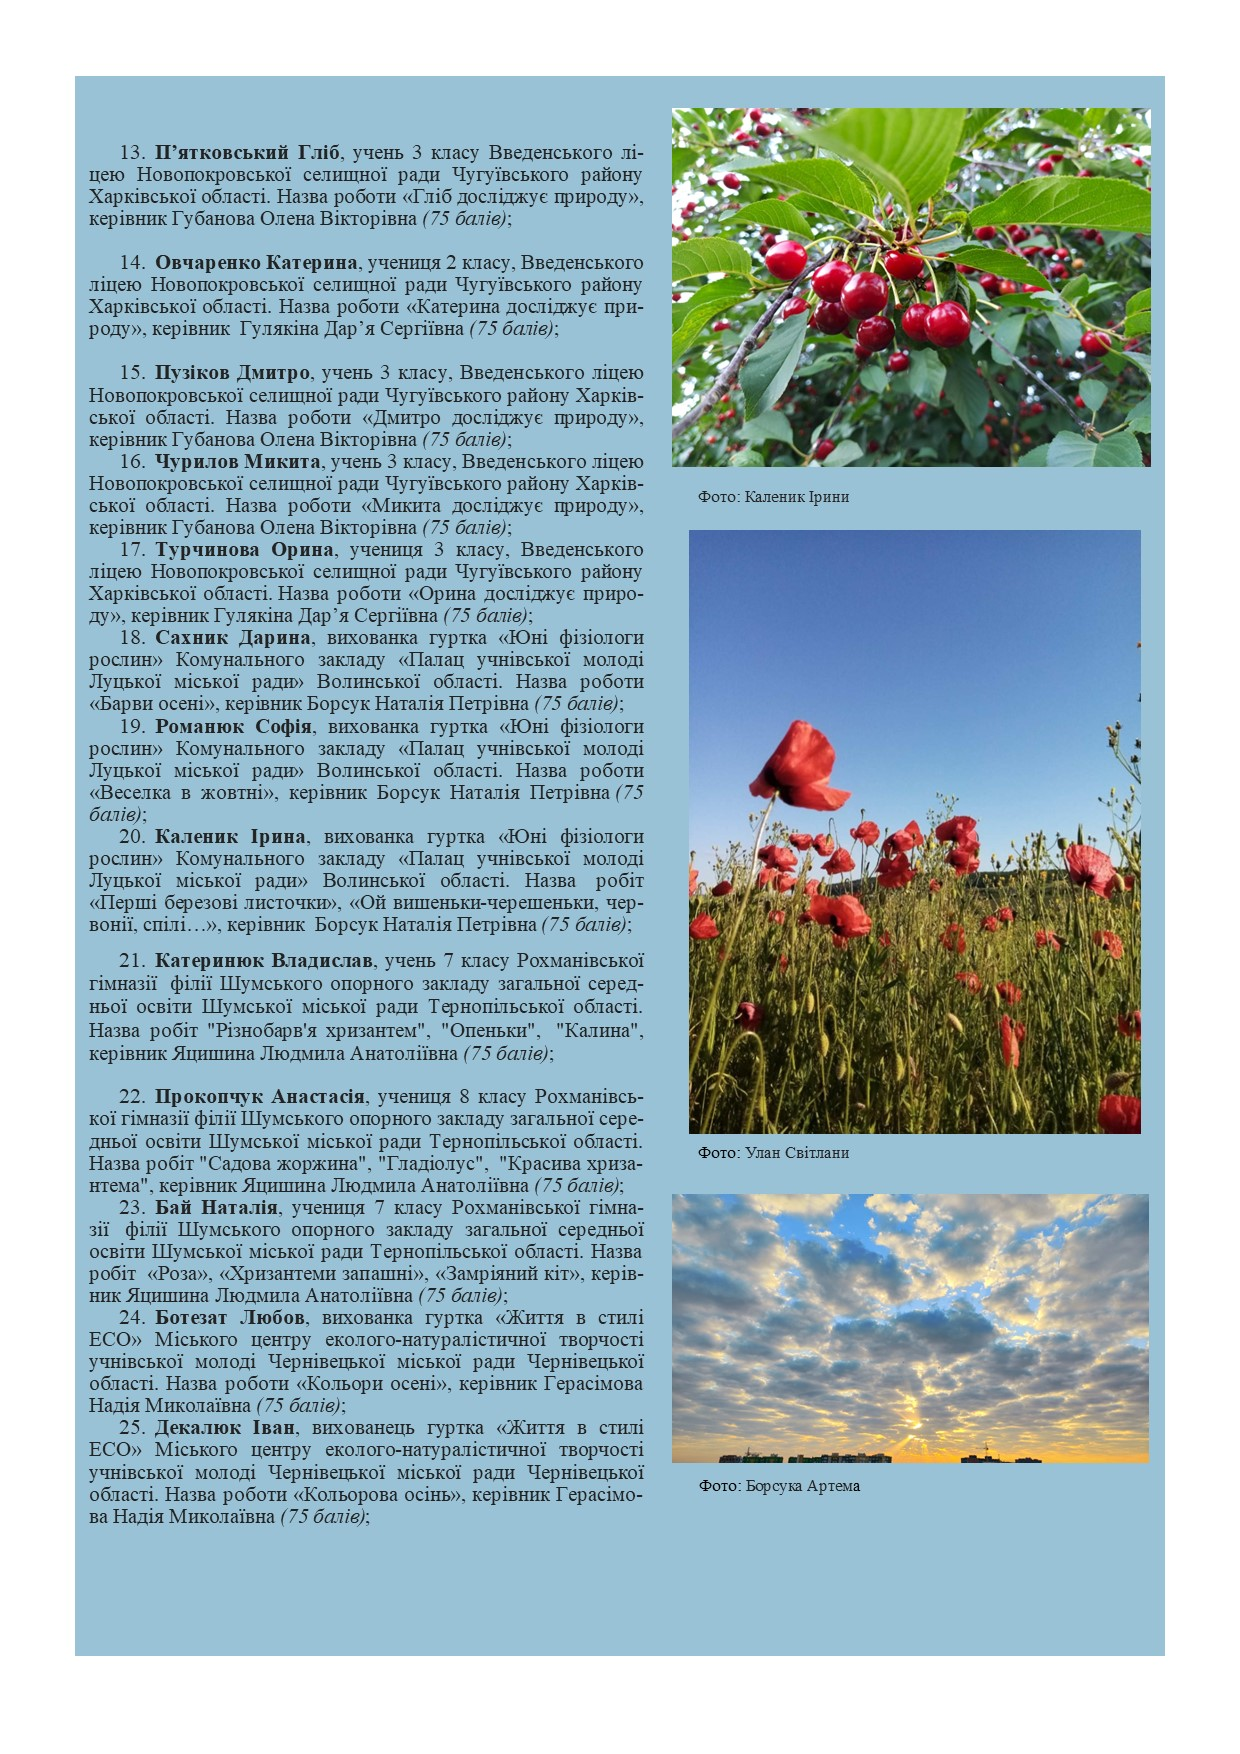 13. П’ятковський Гліб, учень 3 класу Введенського лі-
цею Новопокровської селищної ради Чугуївського району
Харківської області. Назва роботи «Гліб досліджує природу»,
керівник Губанова Олена Вікторівна (75 балів);
14. Овчаренко Катерина, учениця 2 класу, Введенського
ліцею Новопокровської селищної ради Чугуївського району
Харківської області. Назва роботи «Катерина досліджує при-
роду», керівник Гулякіна Дар’я Сергіївна (75 балів);
15. Пузіков Дмитро, учень 3 класу, Введенського ліцею
Новопокровської селищної ради Чугуївського району Харків-
ської області. Назва роботи «Дмитро досліджує природу»,
керівник Губанова Олена Вікторівна (75 балів);
16. Чурилов Микита, учень 3 класу, Введенського ліцею
Новопокровської селищної ради Чугуївського району Харків-
ської області. Назва роботи «Микита досліджує природу»,
керівник Губанова Олена Вікторівна (75 балів);
17. Турчинова Орина, учениця 3 класу, Введенського
ліцею Новопокровської селищної ради Чугуївського району
Харківської області. Назва роботи «Орина досліджує приро-
ду», керівник Гулякіна Дар’я Сергіївна (75 балів);
18. Сахник Дарина, вихованка гуртка «Юні фізіологи
рослин» Комунального закладу «Палац учнівської молоді
Луцької міської ради» Волинської області. Назва роботи
«Барви осені», керівник Борсук Наталія Петрівна (75 балів);
19. Романюк Софія, вихованка гуртка «Юні фізіологи
рослин» Комунального закладу «Палац учнівської молоді
Луцької міської ради» Волинської області. Назва роботи
«Веселка в жовтні», керівник Борсук Наталія Петрівна (75
балів);
20. Каленик Ірина, вихованка гуртка «Юні фізіологи
рослин» Комунального закладу «Палац учнівської молоді
Луцької міської ради» Волинської області. Назва робіт
«Перші березові листочки», «Ой вишеньки-черешеньки, чер-
вонії, спілі…», керівник Борсук Наталія Петрівна (75 балів);
21. Катеринюк Владислав, учень 7 класу Рохманівської
гімназії філії Шумського опорного закладу загальної серед-
ньої освіти Шумської міської ради Тернопільської області.
Назва робіт "Різнобарв'я хризантем", "Опеньки", "Калина",
керівник Яцишина Людмила Анатоліївна (75 балів);
22. Прокопчук Анастасія, учениця 8 класу Рохманівсь-
кої гімназії філії Шумського опорного закладу загальної сере-
дньої освіти Шумської міської ради Тернопільської області.
Назва робіт "Садова жоржина", "Гладіолус", "Красива хриза-
нтема", керівник Яцишина Людмила Анатоліївна (75 балів);
23. Бай Наталія, учениця 7 класу Рохманівської гімна-
зії філії Шумського опорного закладу загальної середньої
освіти Шумської міської ради Тернопільської області. Назва
робіт «Роза», «Хризантеми запашні», «Замріяний кіт», керів-
ник Яцишина Людмила Анатоліївна (75 балів);
24. Ботезат Любов, вихованка гуртка «Життя в стилі
ЕСО» Міського центру еколого-натуралістичної творчості
учнівської молоді Чернівецької міської ради Чернівецької
області. Назва роботи «Кольори осені», керівник Герасімова
Надія Миколаївна (75 балів);
25. Декалюк Іван, вихованець гуртка «Життя в стилі
ЕСО» Міського центру еколого-натуралістичної творчості
учнівської молоді Чернівецької міської ради Чернівецької
області. Назва роботи «Кольорова осінь», керівник Герасімо-
ва Надія Миколаївна (75 балів);
Фото: Каленик Ірини
Фото: Улан Світлани
Фото: Борсука Артема